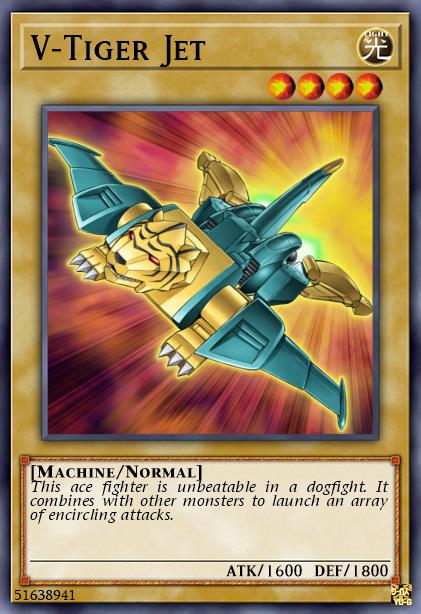 V-Tiger Jet
LIGHT
光
[Machine/Normal]
This ace fighter is unbeatable in a dogfight. It
combines with other monsters to launch an array
of encircling attacks.
ATK/1600 DEF/1800
51638941